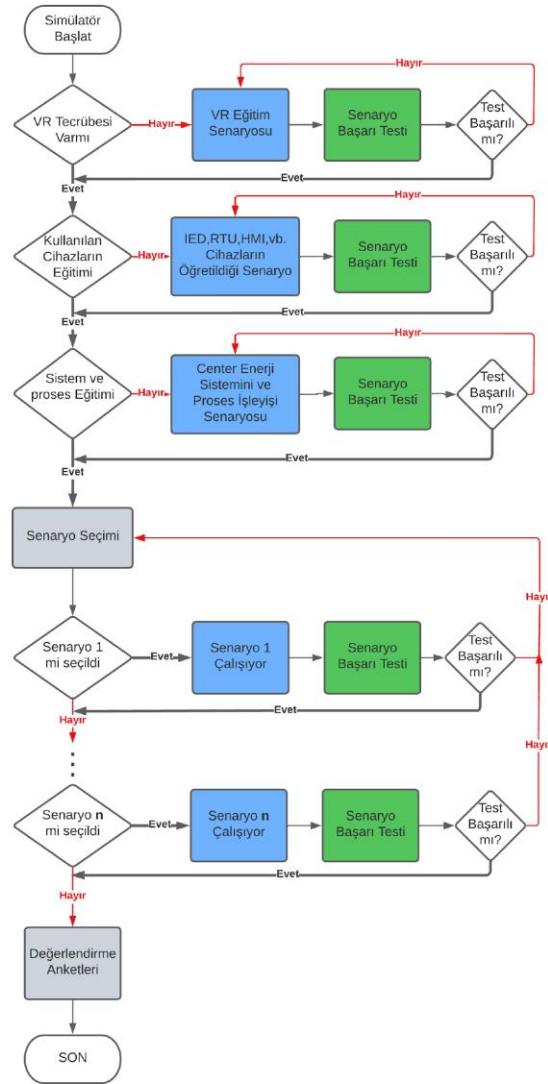 Simülatör
Başlat
Hayır
VR Tecrübesi
Varmı
Hayır
VR Eğitim
Senaryosu
Senaryo
Başarı Testi
Test
Başarılı
mı?
Evet
Evet
Hayır
Kullanılan
Cihazların
Eğitimi
Hayır
IED,RTU,HMI,vb.
Cihazların
Öğretildiği Senaryo
Senaryo
Başarı Testi
Test
Başarılı
mı?
Evet
Evet
Hayır
Sistem ve
proses Eğitimi
Hayır
Center Enerji
Sistemini ve
Proses İşleyişi
Senaryosu
Senaryo
Başarı Testi
Test
Başarılı
mı?
Evet
Evet
Senaryo Seçimi
Hayır
Senaryo 1
mi seçildi
Evet
Senaryo 1
Çalışıyor
Senaryo
Başarı Testi
Test
Başarılı
mı?
Evet
Hayır
Hayır
Senaryo n
mi seçildi
Evet
Senaryo n
Çalışıyor
Senaryo
Başarı Testi
Test
Başarılı
mı?
Evet
Hayır
Değerlendirme
Anketleri
SON